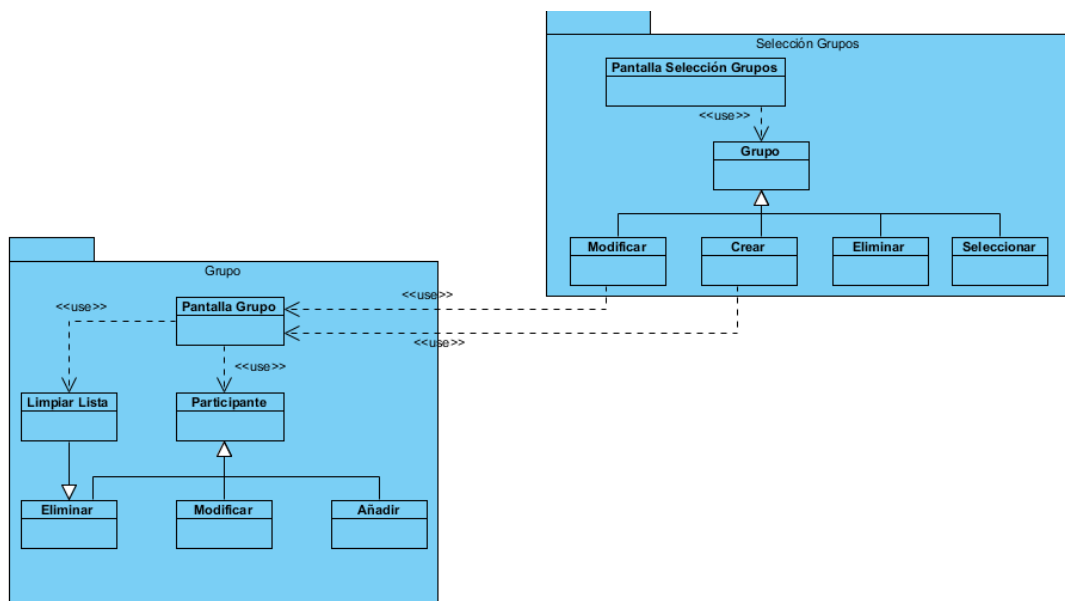 Selección Grupos
Pantalla Selección Grupos
<<use>>
Grupo
Modificar
Crear
Eliminar
Seleccionar
Grupo
<<use>>
Pantalla Grupo
<<use>>
<<use>>
<<use>>
Limpiar Lista
Participante
Eliminar
Modificar
Añadir